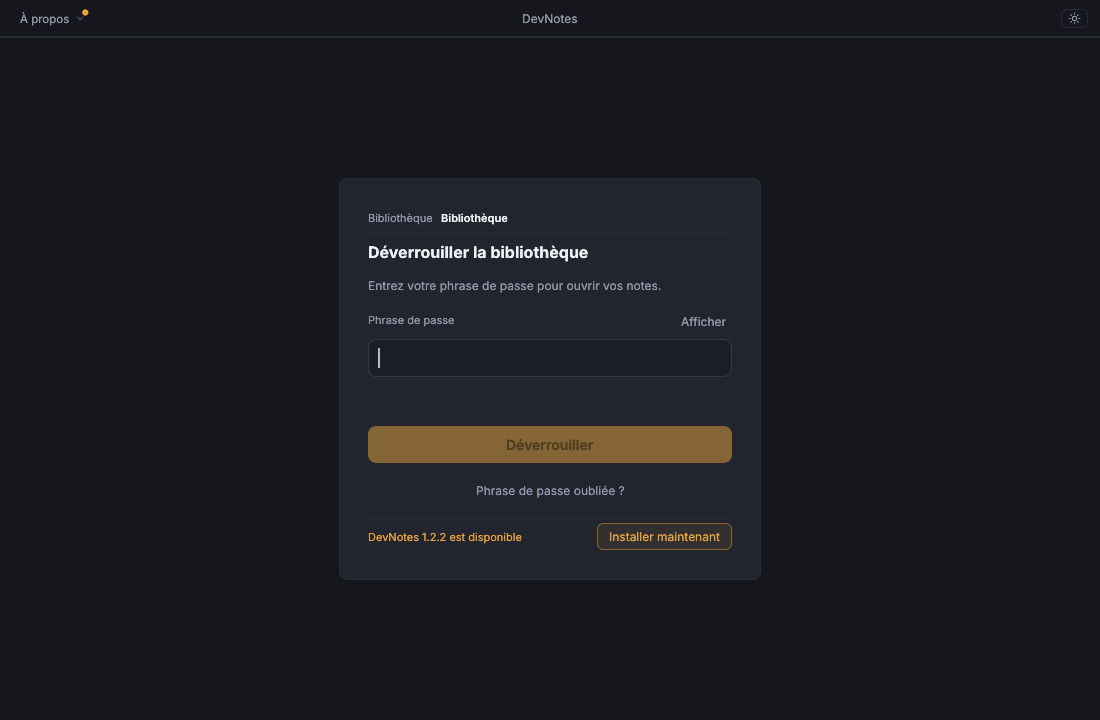 À propos
DevNotes
Bibliothèque Bibliothèque
Déverrouiller la bibliothèque
Entrez votre phrase de passe pour ouvrir vos notes.
Phrase de passe
Afficher
Déverrouiller
Phrase de passe oubliée ?
DevNotes 1.2.2 est disponible
Installer maintenant